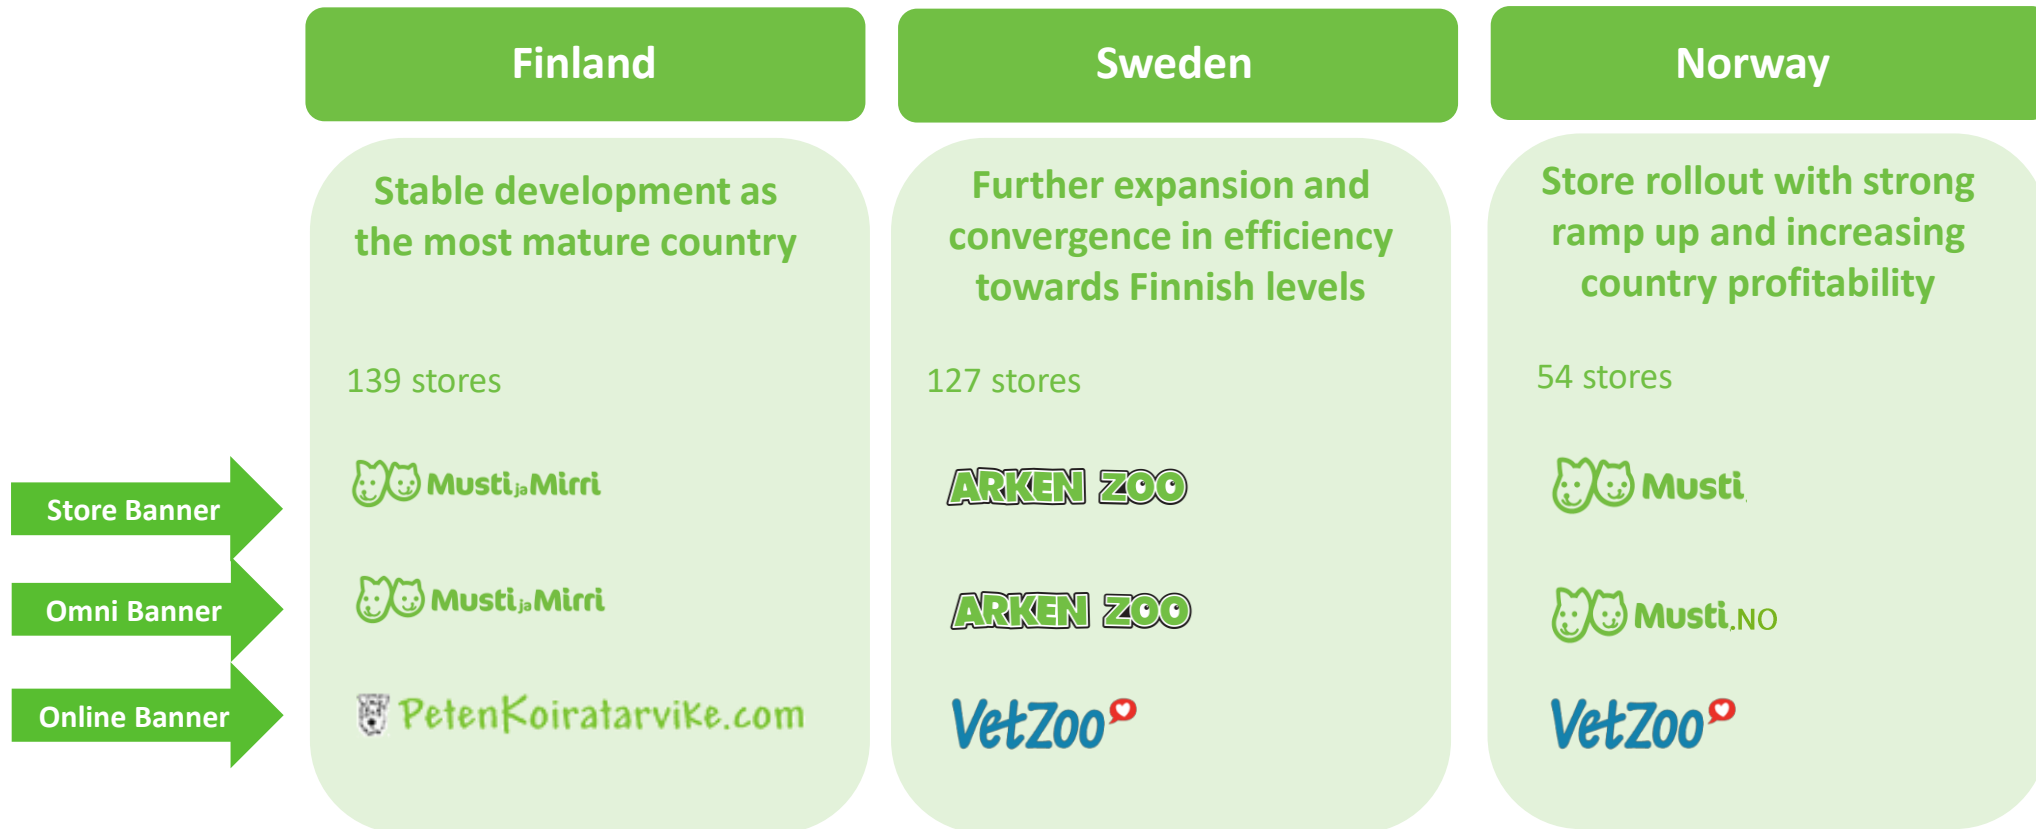 Finland
Sweden
Norway
Stable development as
the most mature country
139 stores
Further expansion and
convergence in efficiency
towards Finnish levels
127 stores
Store rollout with strong
ramp up and increasing
country profitability
54 stores
Store Banner
Musti ja Mirri
ARKEN ZOO
Musti
Omni Banner
Musti ja Mirri
ARKEN ZOO
Musti.NO
Online Banner
PetenKoiratarvike.com
VetZoo
VetZoo